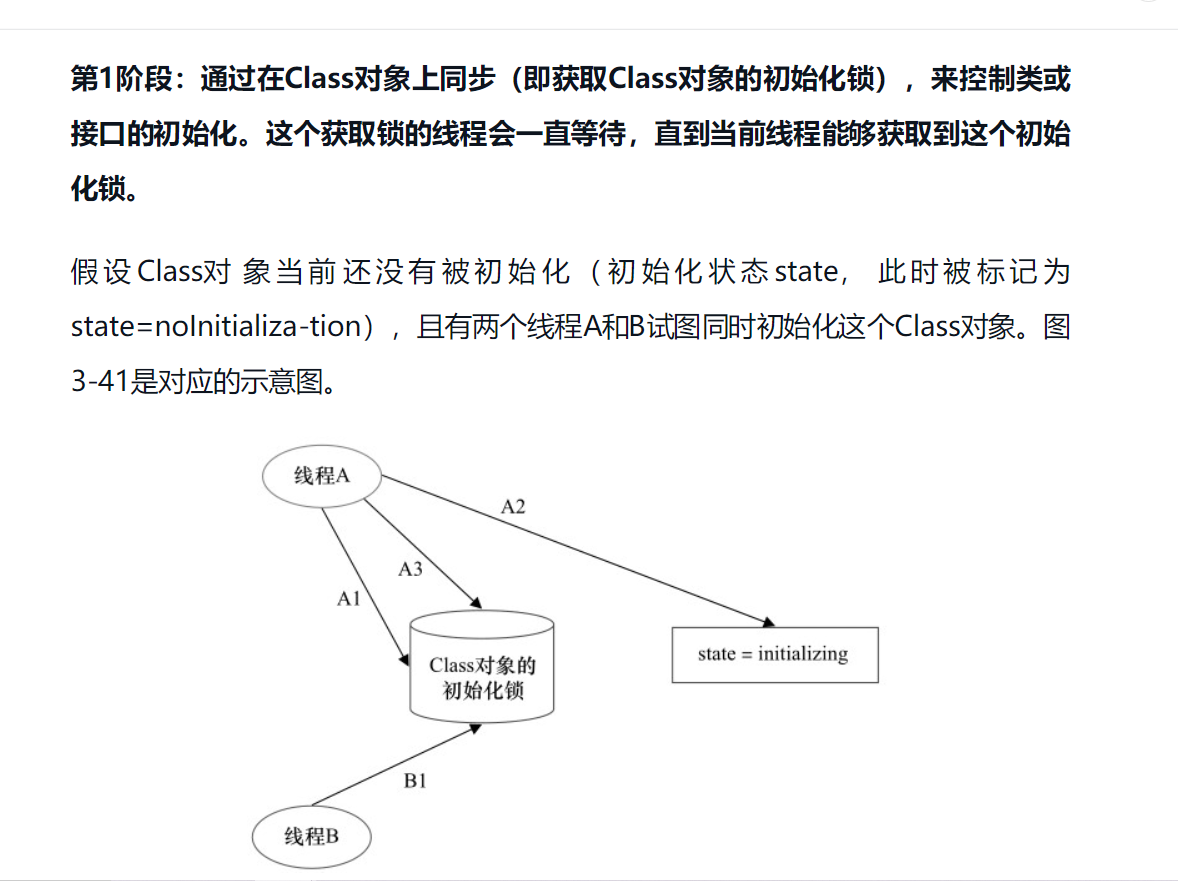 第1阶段：通过在Class对象上同步（即获取Class对象的初始化锁），来控制类或
接口的初始化。这个获取锁的线程会一直等待，直到当前线程能够获取到这个初始
化锁。
假设Class对 象当前还没有被初始化（初始化状态state， 此时被标记为
state=noInitializa-tion），且有两个线程A和B试图同时初始化这个Class对象。图
3-41是对应的示意图。
线程A
A2
A3
A1
Class对象的
初始化锁
state = initializing
B1
线程B